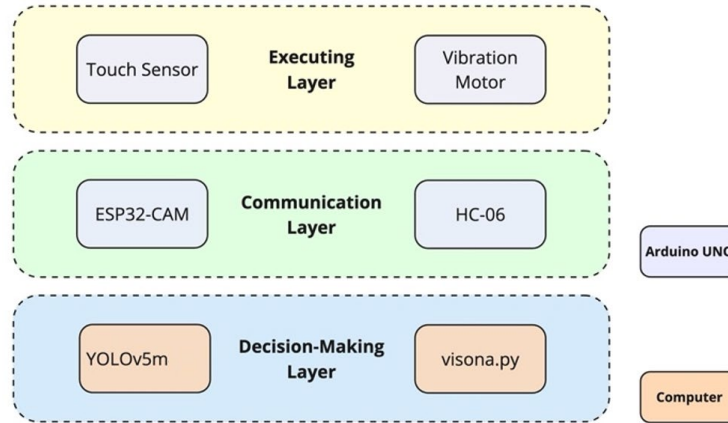 Touch Sensor
Executing
Layer
Vibration
Motor
ESP32-CAM
Communication
Layer
HC-06
Arduino UNO
YOLOv5m
Decision-Making
Layer
visona.py
Computer